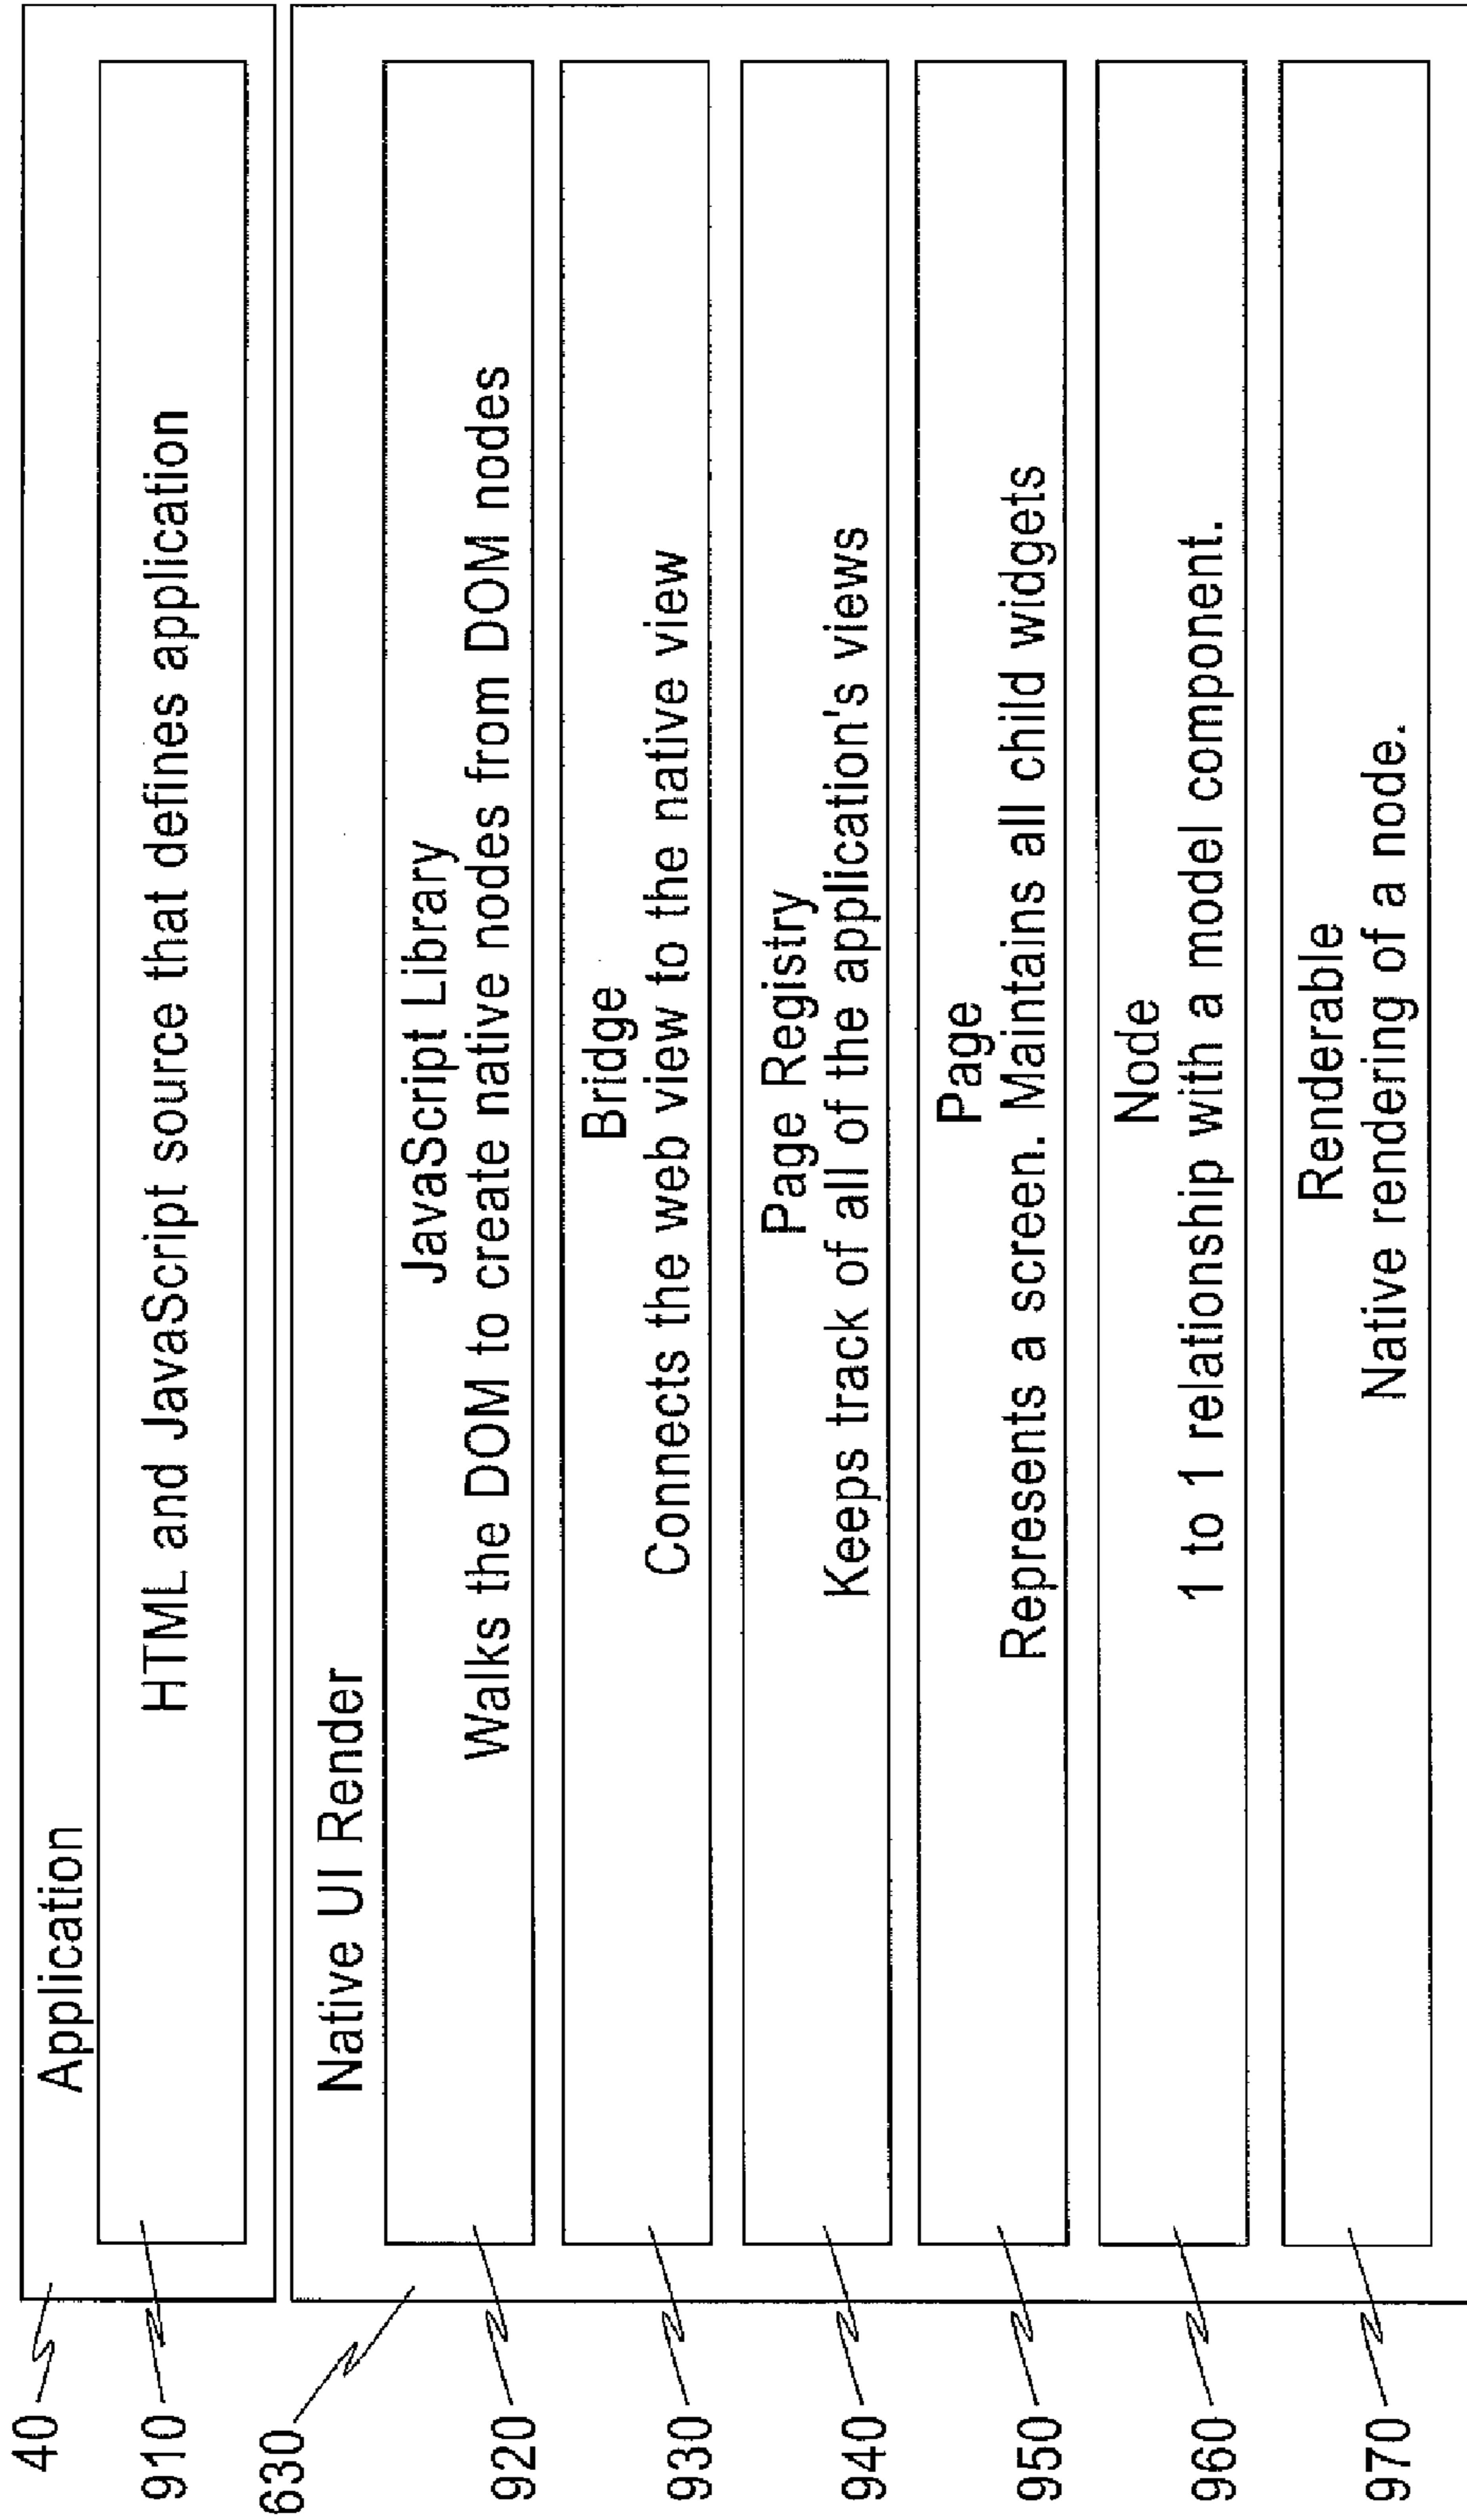 40
Application
910
HTML and JavaScript source that defines application
630
Native UI Render
920
JavaScript Library
Walks the DOM to create native nodes from DOM nodes
930
Bridge
Connects the web view to the native view
940
Page Registry
Keeps track of all of the application's views
950
Page
Represents a screen. Maintains all child widgets
960
Node
1 to 1 relationship with a model component.
970
Renderable
Native rendering of a node.